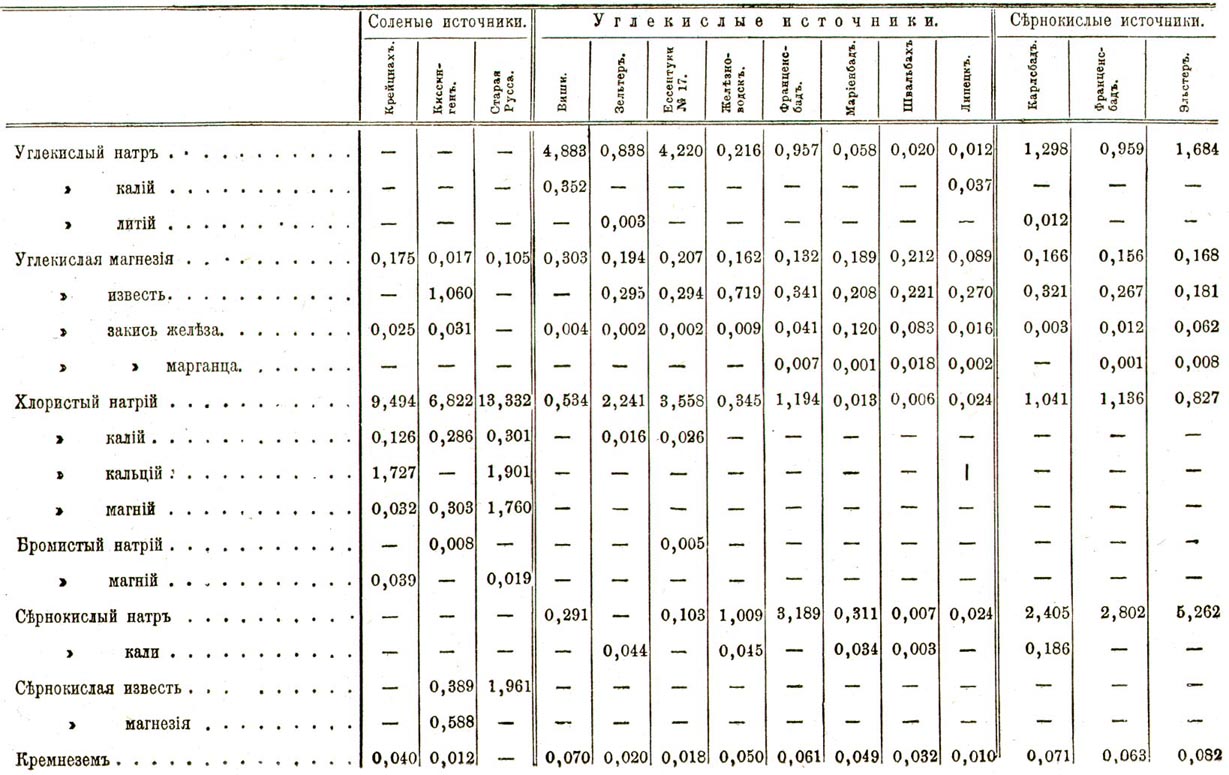 Соленые источники. Углекислые источники. Сѣрнокислые источники.
Крейцнахъ. Киссингенъ. Старая Русса. Виши. Зельтеръ. Ессентуки № 17. Желѣзноводскъ. Франценсбадъ. Маріенбадъ. Швальбахъ Липецкъ. Карлсбадъ. Франценсбадъ. Эльстеръ.
Углекислый натръ . . . . . . . . . . . — — — 4,883 0,838 4,220 0,216 0,957 0,058 0,020 0,012 1,298 0,959 1,684
» калій . . . . . . . . . . . — — — 0,352 — — — — — — 0,037 — — —
» литій . . . . . . . . . . . — — — — 0,003 — — — — — — 0,012 — —
Углекислая магнезія . . . . . . . . . . 0,175 0,017 0,105 0,303 0,194 0,207 0,162 0,132 0,189 0,212 0,089 0,166 0,156 0,168
» известь. . . . . . . . . . . — 1,060 — — 0,295 0,294 0,719 0,341 0,208 0,221 0,270 0,321 0,267 0,181
» закись желѣза. . . . . . . . 0,025 0,031 — 0,004 0,002 0,002 0,009 0,041 0,120 0,083 0,016 0,003 0,012 0,062
» » марганца. . . . . . . — — — — — — — 0,007 0,001 0,018 0,002 — 0,001 0,008
Хлористый натрій . . . . . . . . . . . 9,494 6,822 13,332 0,534 2,241 3,558 0,345 1,194 0,013 0,006 0,024 1,041 1,136 0,827
» калій . . . . . . . . . . . . 0,126 0,286 0,301 — 0,016 0,026 — — — — — — — —
» кальцій . . . . . . . . . . . 1,727 — 1,901 — — — — — — — — — — —
» магній . . . . . . . . . . . 0,032 0,303 1,760 — — — — — — — — — — —
Бромистый натрій . . . . . . . . . . . — 0,008 — — — 0,005 — — — — — — — —
» магній . . . . . . . . . . . 0,039 — 0,019 — — — — — — — — — — —
Сѣрнокислый натръ . . . . . . . . . . — — — 0,291 — 0,103 1,009 3,189 0,311 0,007 0,024 2,405 2,802 5,262
» кали . . . . . . . . . . . — — — — 0,044 — 0,045 — 0,034 0,003 — 0,186 — —
Сѣрнокислая известь . . . . . . . . . — 0,389 1,961 — — — — — — — — — — —
» магнезія . . . . . . . . . — 0,588 — — — — — — — — — — — —
Кремнеземъ . . . . . . . . . . . . . . 0,040 0,012 — 0,070 0,020 0,018 0,050 0,061 0,049 0,032 0,010 0,071 0,063 0,082